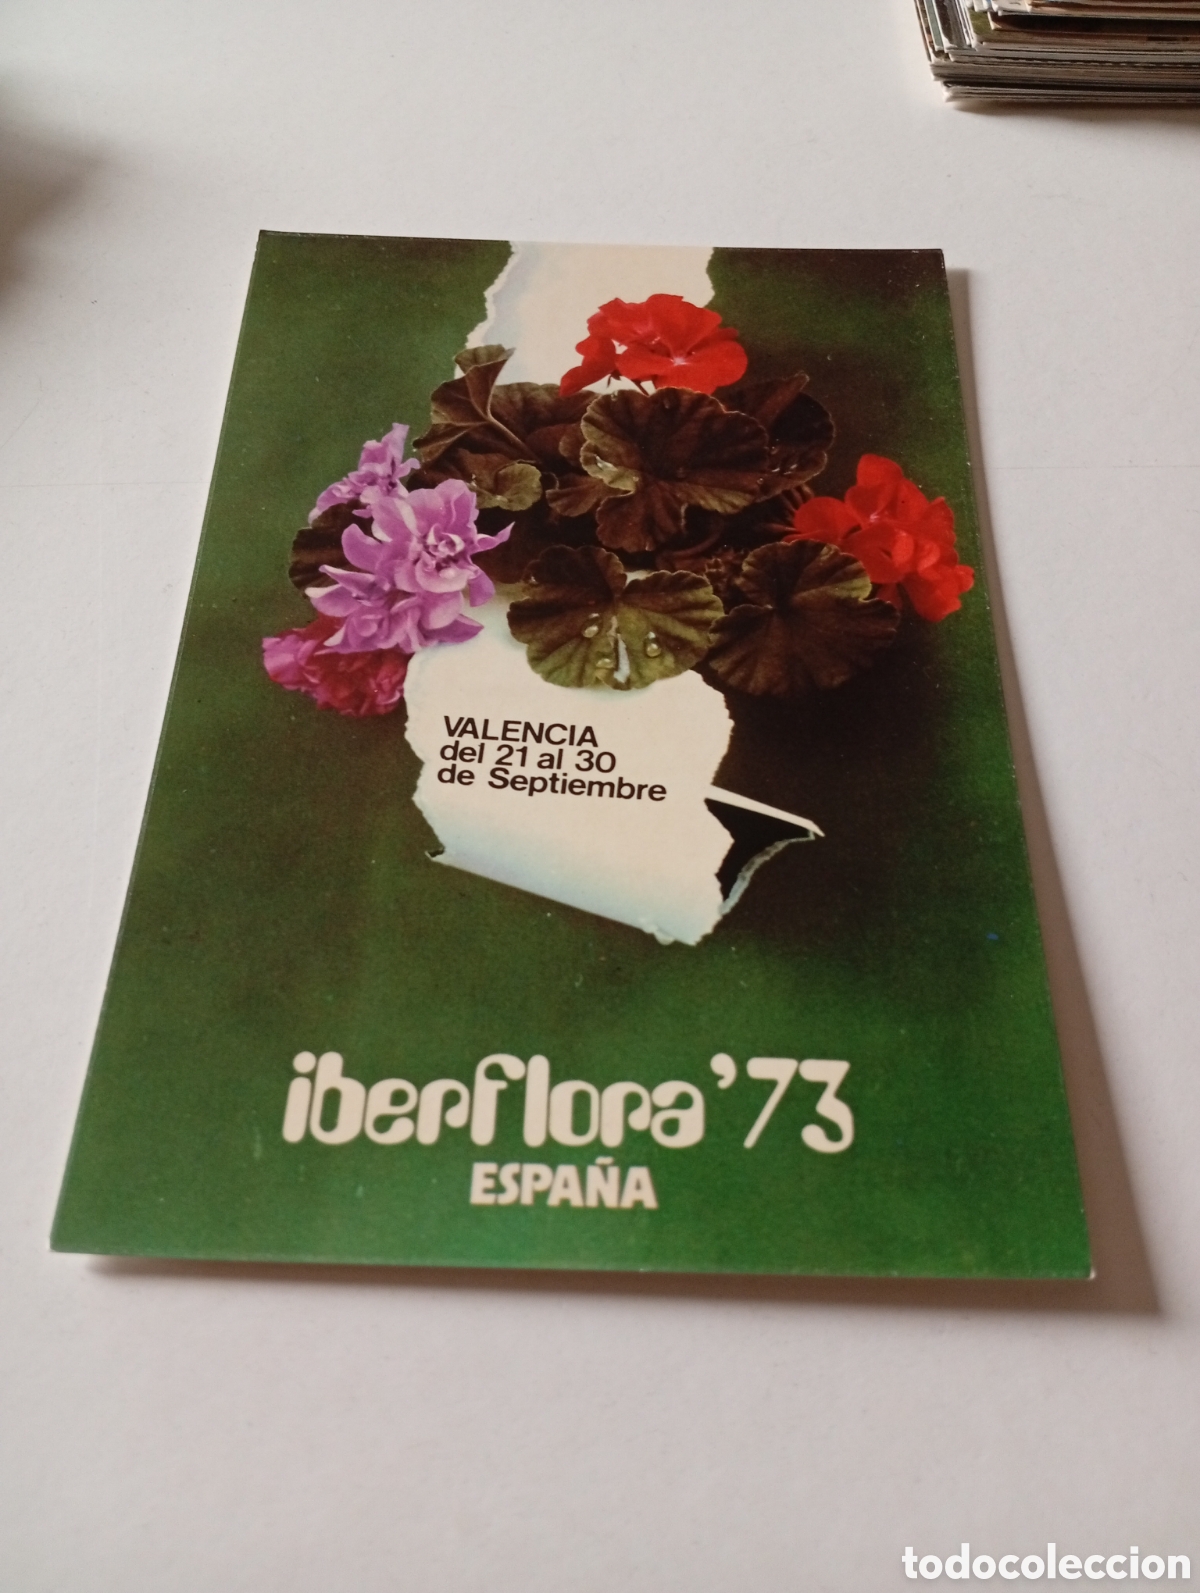 VALENCIA
del 21 al 30
de Septiembre
iberflora '73
ESPAÑA
todocoleccion